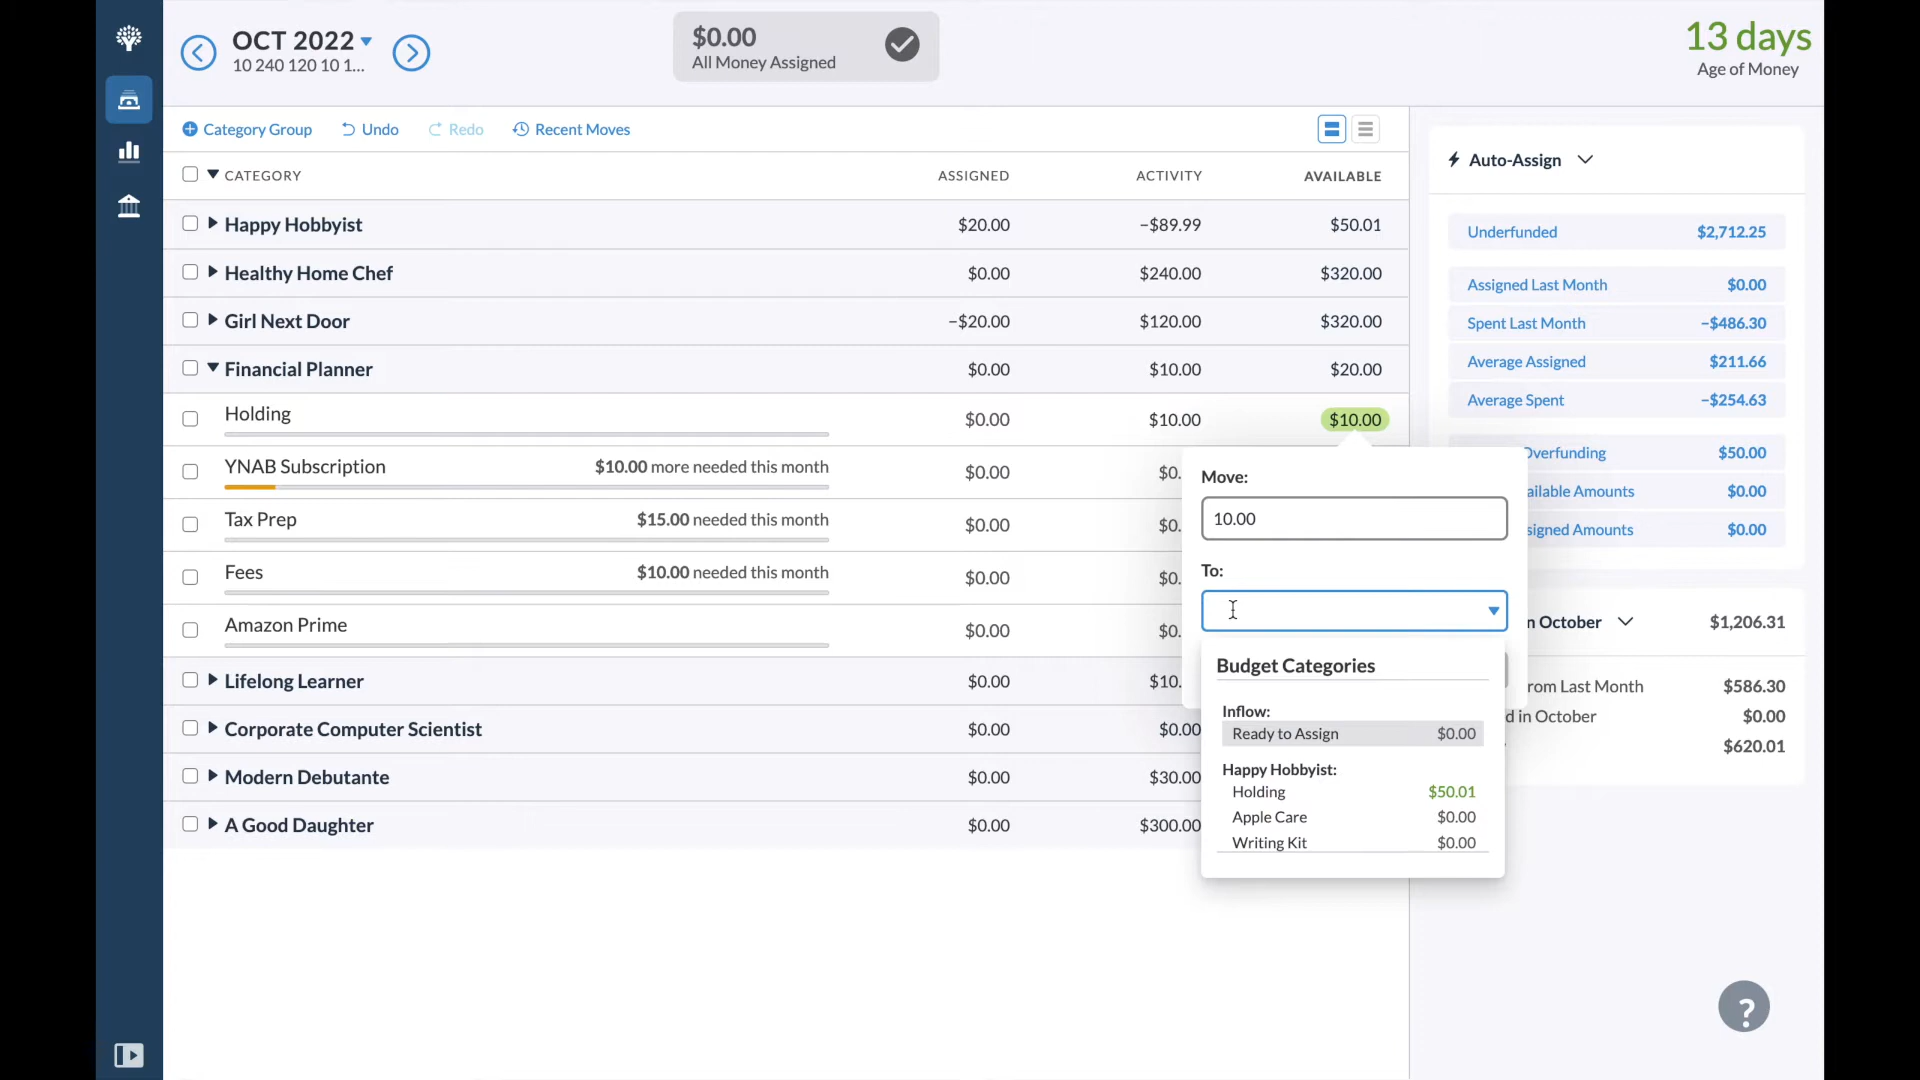 OCT 2022
10 240 120 10 1...
$0.00
All Money Assigned
13 days
Age of Money
Category Group Undo Redo Recent Moves
CATEGORY ASSIGNED ACTIVITY AVAILABLE
Happy Hobbyist $20.00 −$89.99 $50.01
Healthy Home Chef $0.00 $240.00 $320.00
Girl Next Door −$20.00 $120.00 $320.00
Financial Planner $0.00 $10.00 $20.00
Holding $0.00 $10.00 $10.00
YNAB Subscription $10.00 more needed this month $0.00 $0.
Tax Prep $15.00 needed this month $0.00 $0.
Fees $10.00 needed this month $0.00 $0.
Amazon Prime $0.00 $0.
Lifelong Learner $0.00 $10.
Corporate Computer Scientist $0.00 $0.00
Modern Debutante $0.00 $30.00
A Good Daughter $0.00 $300.00
Move:
10.00
To:
Budget Categories
Inflow:
Ready to Assign $0.00
Happy Hobbyist:
Holding $50.01
Apple Care $0.00
Writing Kit $0.00
Auto-Assign
Underfunded $2,712.25
Assigned Last Month $0.00
Spent Last Month −$486.30
Average Assigned $211.66
Average Spent −$254.63
Overfunding $50.00
ailable Amounts $0.00
signed Amounts $0.00
n October $1,206.31
rom Last Month $586.30
d in October $0.00
$620.01
?